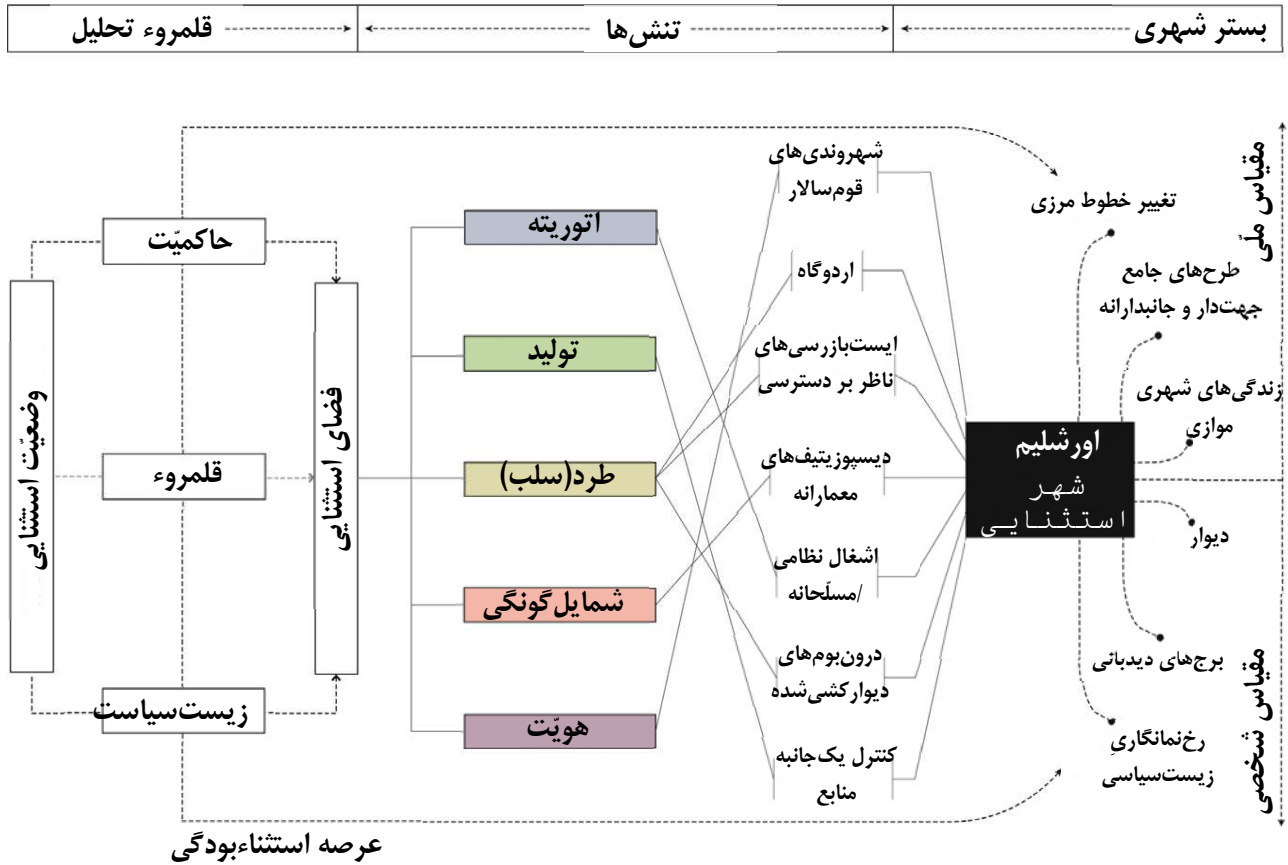 بستر شهری
تنش‌ها
قلمروء تحلیل
مقیاس ملّی
مقیاس شخصی
تغییر خطوط مرزی
طرح‌های جامع
جهت‌دار و جانبدارانه
زندگی‌های شهری
موازی
دیوار
برج‌های دیدبانی
رخ‌نمانگاریِ
زیست‌سیاسی
اورشلیم
شهر
استثنایی
شهروندی‌های
قوم‌سالار
اردوگاه
ایست‌بازرسی‌های
ناظر بر دسترسی
دیسپوزیتیف‌های
معمارانه
اشغال نظامی
/مسلّحانه
درون‌بوم‌های
دیوارکشی‌شده
کنترل یک‌جانبه
منابع
اتوریته
تولید
طرد(سلب)
شمایل‌گونگی
هویّت
فضای استثنایی
حاکمیّت
قلمروء
زیست‌سیاست
وضعیّت استثنایی
عرصه استثناءبودگی